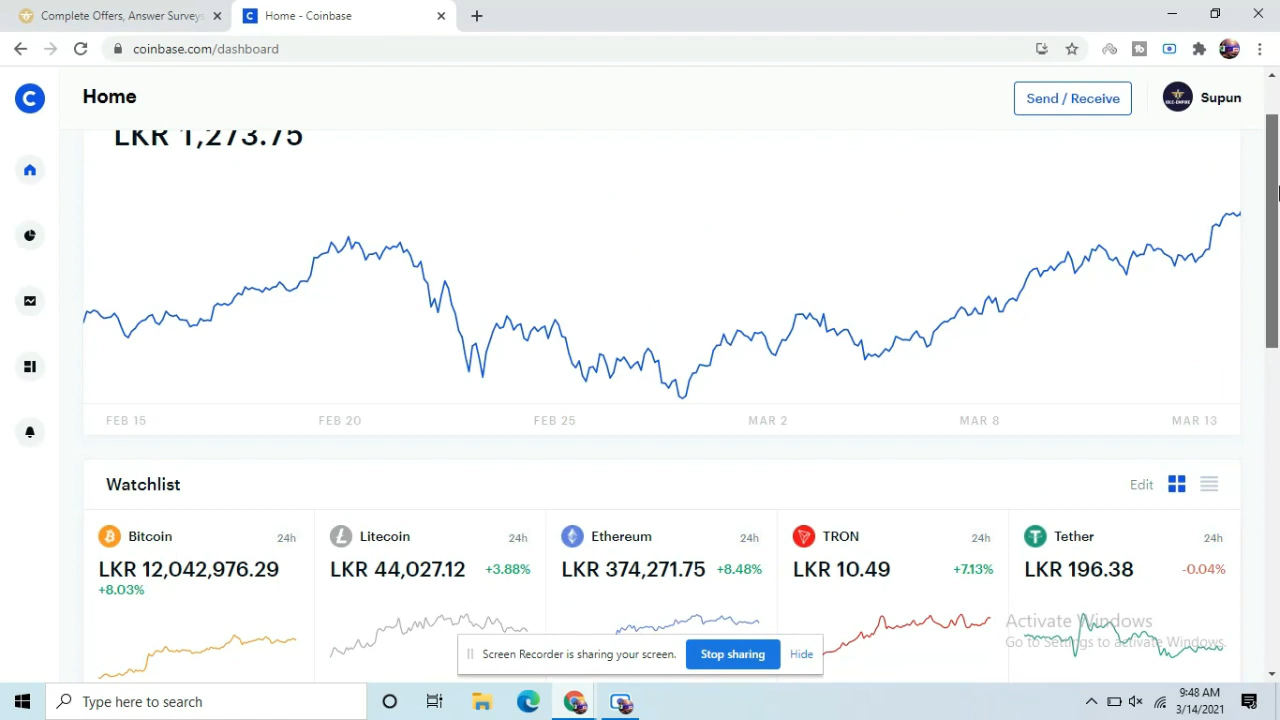 Complete Offers, Answer Surveys
Home - Coinbase
coinbase.com/dashboard
Home
Send / Receive
Supun
LKR 1,273.75
FEB 15
FEB 20
FEB 25
MAR 2
MAR 8
MAR 13
Watchlist
Edit
Bitcoin
24h
LKR 12,042,976.29
+8.03%
Litecoin
24h
LKR 44,027.12
+3.88%
Ethereum
24h
LKR 374,271.75
+8.48%
TRON
24h
LKR 10.49
+7.13%
Tether
24h
LKR 196.38
-0.04%
Activate Windows
Go to Settings to activate Windows.
Screen Recorder is sharing your screen.
Stop sharing
Hide
Type here to search
9:48 AM
3/14/2021